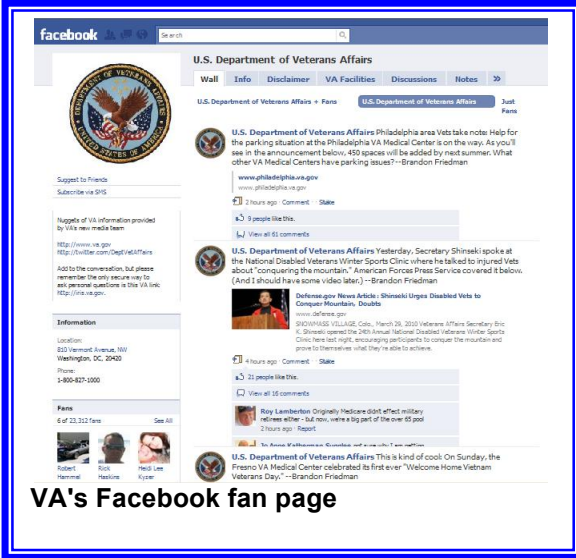 facebook
Search
U.S. Department of Veterans Affairs
Wall Info Disclaimer VA Facilities Discussions Notes »
U.S. Department of Veterans Affairs + Fans U.S. Department of Veterans Affairs Just
Fans
U.S. Department of Veterans Affairs Philadelphia area Vets take note: Help for
the parking situation at the Philadelphia VA Medical Center is on the way. As you'll
see in the announcement below, 450 spaces will be added by next summer. What
other VA Medical Centers have parking issues?--Brandon Friedman
www.philadelphia.va.gov
www.philadelphia.va.gov
2 hours ago · Comment ·
9 people like this.
View all 61 comments
U.S. Department of Veterans Affairs Yesterday, Secretary Shinseki spoke at
the National Disabled Veterans Winter Sports Clinic where he talked to injured Vets
about "conquering the mountain." American Forces Press Service covered it below.
(And I should have some video later.) --Brandon Friedman
Defense.gov News Article: Shinseki Urges Disabled Vets to
Conquer Mountain, Doubts
www.defense.gov
SNOWMASS VILLAGE, Colo., March 29, 2010 Veterans Affairs Secretary Eric
K. Shinseki opened the 24th Annual National Disabled Veterans Winter Sports
Clinic here last night, encouraging participants to conquer the mountain and
prove to themselves what they're able to achieve.
4 hours ago · Comment ·
21 people like this.
View all 16 comments
Roy Lamberton Originally Medicare didnt effect military
retirees either - but now, we're a big part of the over 65 pool
2 hours ago · Report
U.S. Department of Veterans Affairs This is kind of cool: On Sunday, the
Fresno VA Medical Center celebrated its first ever "Welcome Home Vietnam
Veterans Day." --Brandon Friedman
DEPARTMENT OF VETERANS AFFAIRS
UNITED STATES OF AMERICA
Suggest to Friends
Subscribe via SMS
Nuggets of VA information provided
by VA's new media team
http://www.va.gov
http://twitter.com/DeptVetAffairs
Add to the conversation, but please
remember the only secure way to
ask personal questions is this VA link:
http://iris.va.gov.
Information
Location:
810 Vermont Avenue, NW
Washington, DC, 20420
Phone:
1-800-827-1000
Fans
6 of 23,312 fans See All
Robert
Hammel
Rick
Haskins
Heidi Lee
Kyzer
VA's Facebook fan page